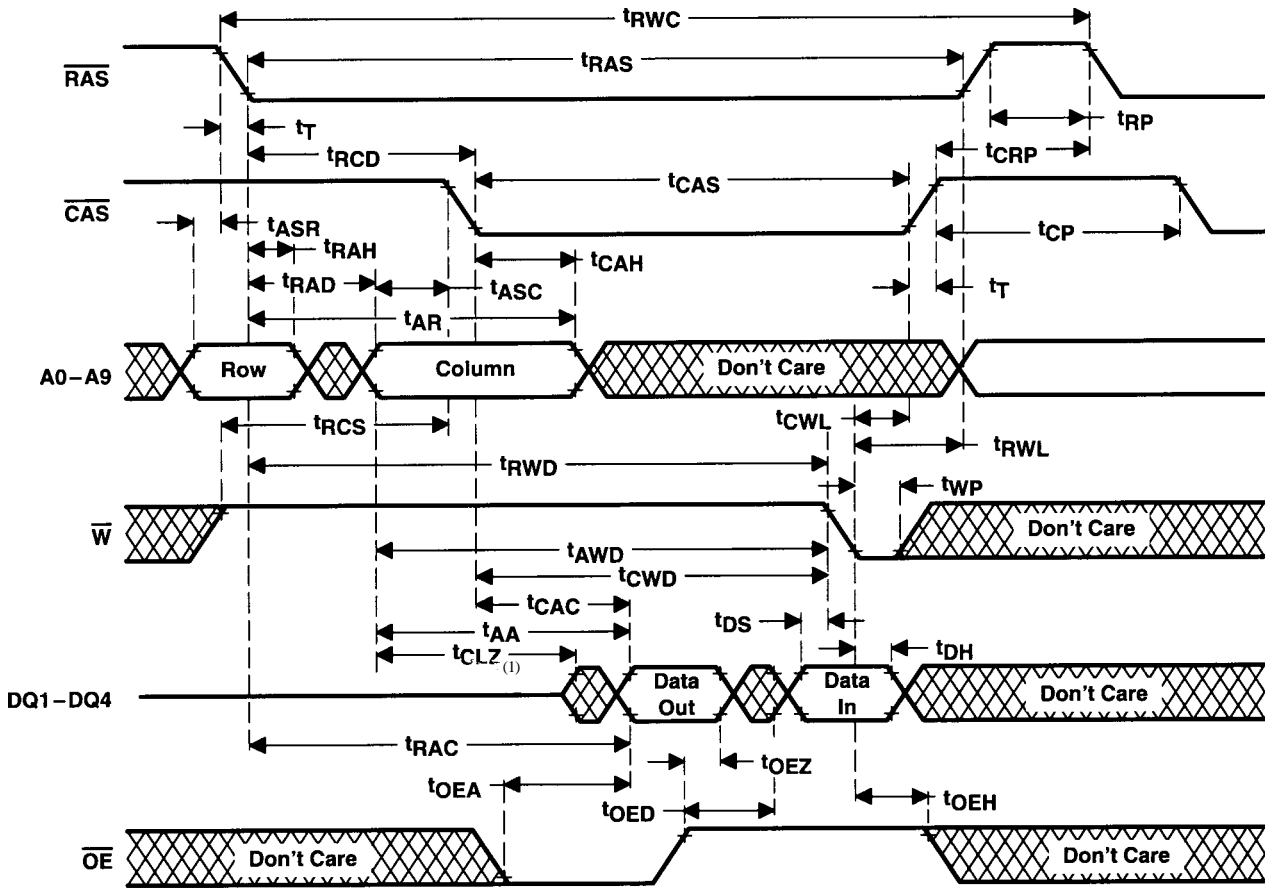 tRWC
RAS
tRAS
tT
tRP
tRCD
tCRP
CAS
tCAS
tASR
tCP
tRAH
tCAH
tRAD
tASC
tT
tAR
A0–A9
Row
Column
Don't Care
tRCS
tCWL
tRWL
tRWD
tWP
W
Don't Care
tAWD
tCWD
tCAC
tDS
tAA
tDH
tCLZ(1)
DQ1–DQ4
Data Out
Data In
Don't Care
tRAC
tOEZ
tOEA
tOED
tOEH
OE
Don't Care
Don't Care